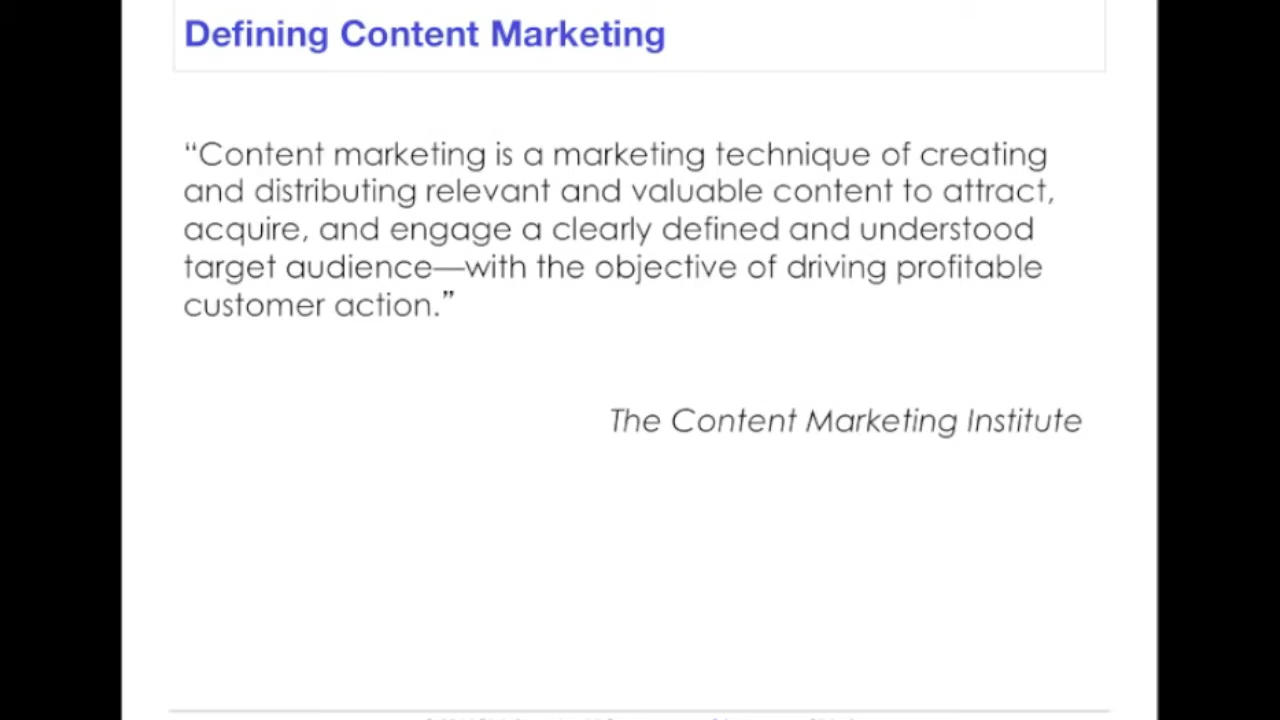 Defining Content Marketing
“Content marketing is a marketing technique of creating
and distributing relevant and valuable content to attract,
acquire, and engage a clearly defined and understood
target audience—with the objective of driving profitable
customer action.”
The Content Marketing Institute